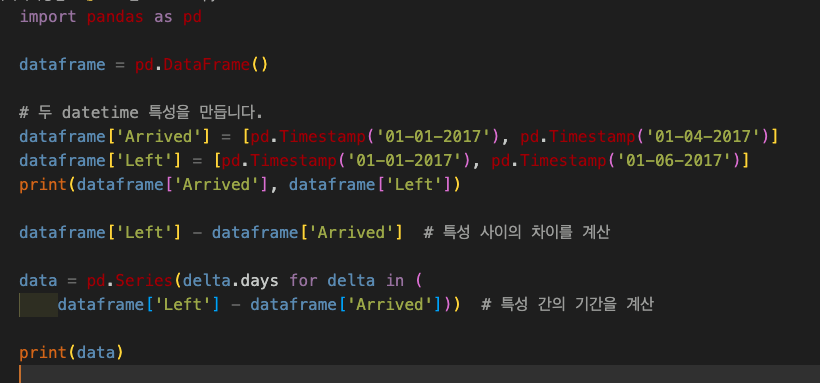 import pandas as pd
dataframe = pd.DataFrame()
# 두 datetime 특성을 만듭니다.
dataframe['Arrived'] = [pd.Timestamp('01-01-2017'), pd.Timestamp('01-04-2017')]
dataframe['Left'] = [pd.Timestamp('01-01-2017'), pd.Timestamp('01-06-2017')]
print(dataframe['Arrived'], dataframe['Left'])
dataframe['Left'] - dataframe['Arrived']  # 특성 사이의 차이를 계산
data = pd.Series(delta.days for delta in (
    dataframe['Left'] - dataframe['Arrived']))  # 특성 간의 기간을 계산
print(data)